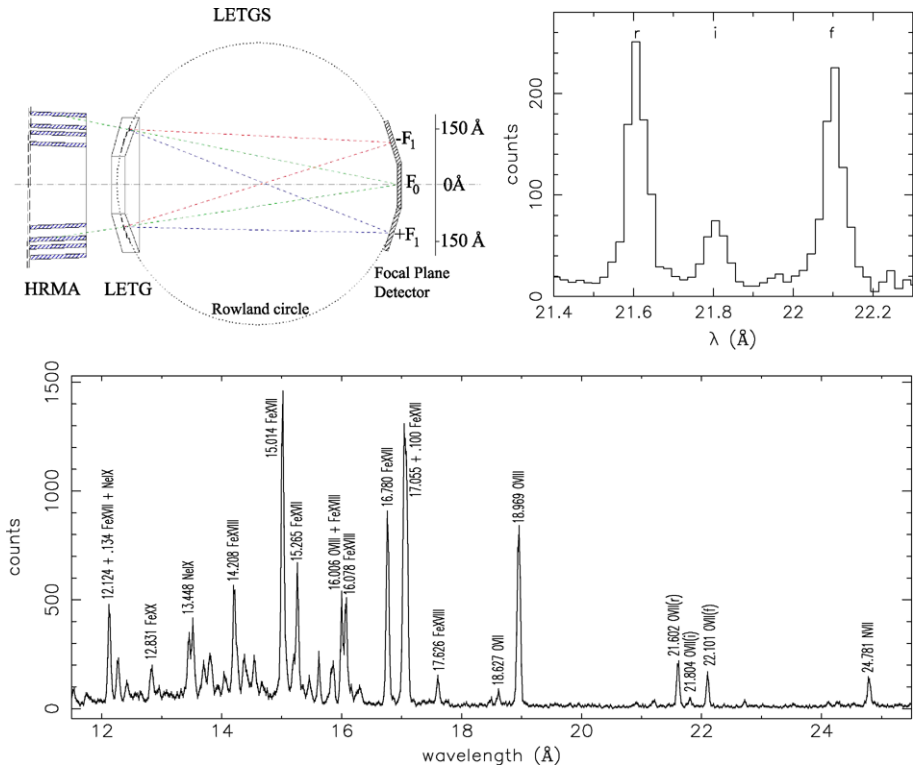 LETGS
150 Å
-F1
F0
0Å
+F1
150 Å
HRMA
LETG
Rowland circle
Focal Plane
Detector
r
i
f
counts
200
100
0
21.4
21.6
21.8
22
22.2
λ (Å)
counts
1500
1000
500
0
12.124 + .134 FeXVII + NeIX
12.831 FeXX
13.448 NeIX
14.208 FeXVIII
15.014 FeXVII
15.265 FeXVII
16.006 OVIII + FeXVIII
16.078 FeXVIII
16.780 FeXVII
17.055 + .100 FeXVII
17.626 FeXVIII
18.627 OVII
18.969 OVIII
21.602 OVII(r)
21.804 OVII(i)
22.101 OVII(f)
24.781 NVII
12
14
16
18
20
22
24
wavelength (Å)